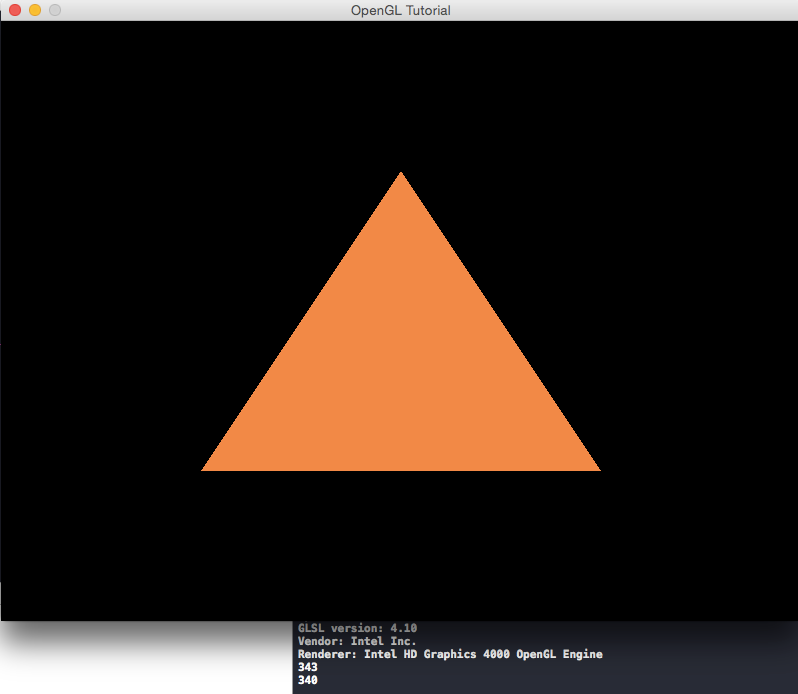 OpenGL Tutorial
GLSL version: 4.10
Vendor: Intel Inc.
Renderer: Intel HD Graphics 4000 OpenGL Engine
343
340